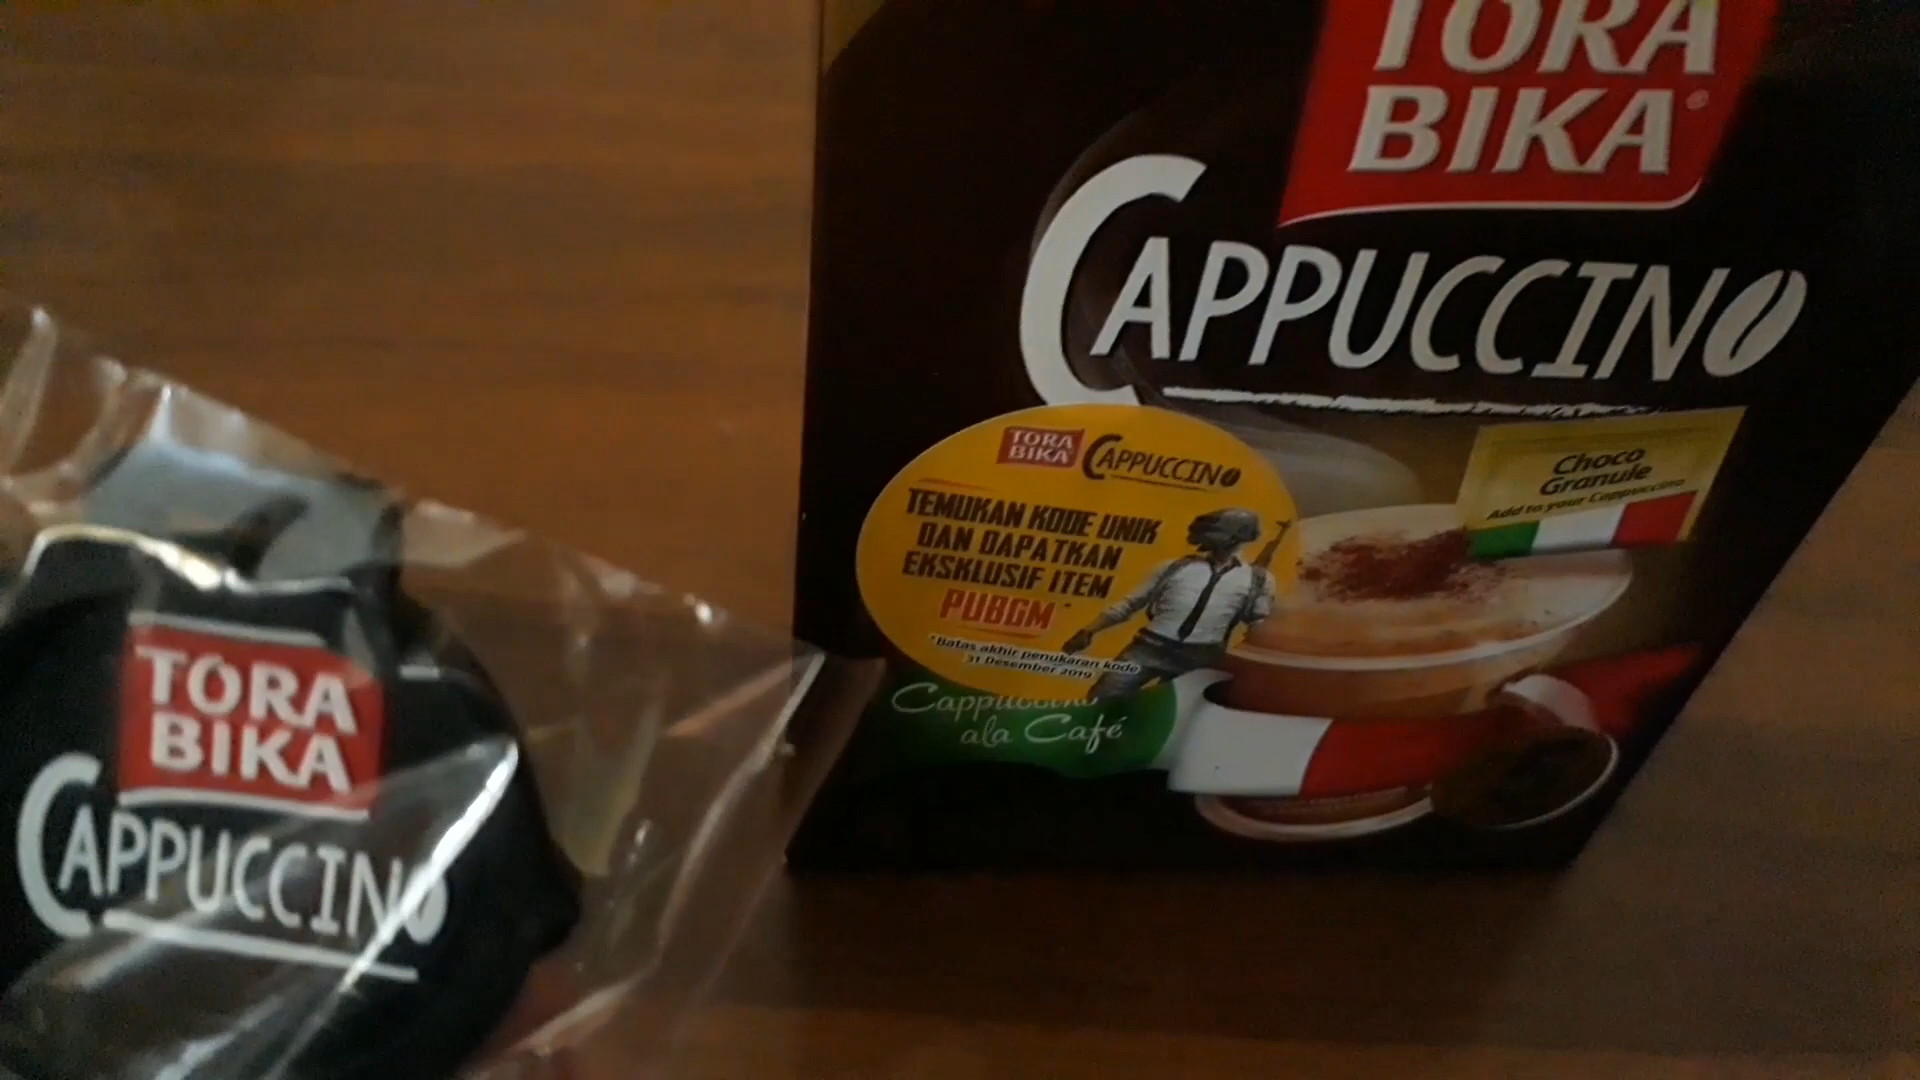 TORA
BIKA®
CAPPUCCINO
TORA
BIKA
CAPPUCCINO
TEMUKAN KODE UNIK
DAN DAPATKAN
EKSKLUSIF ITEM
PUBGM*
*Batas akhir penukaran kode
31 Desember 2019
Choco
Granule
Add to your Cappuccino
Cappuccino
ala Café
TORA
BIKA
CAPPUCCINO